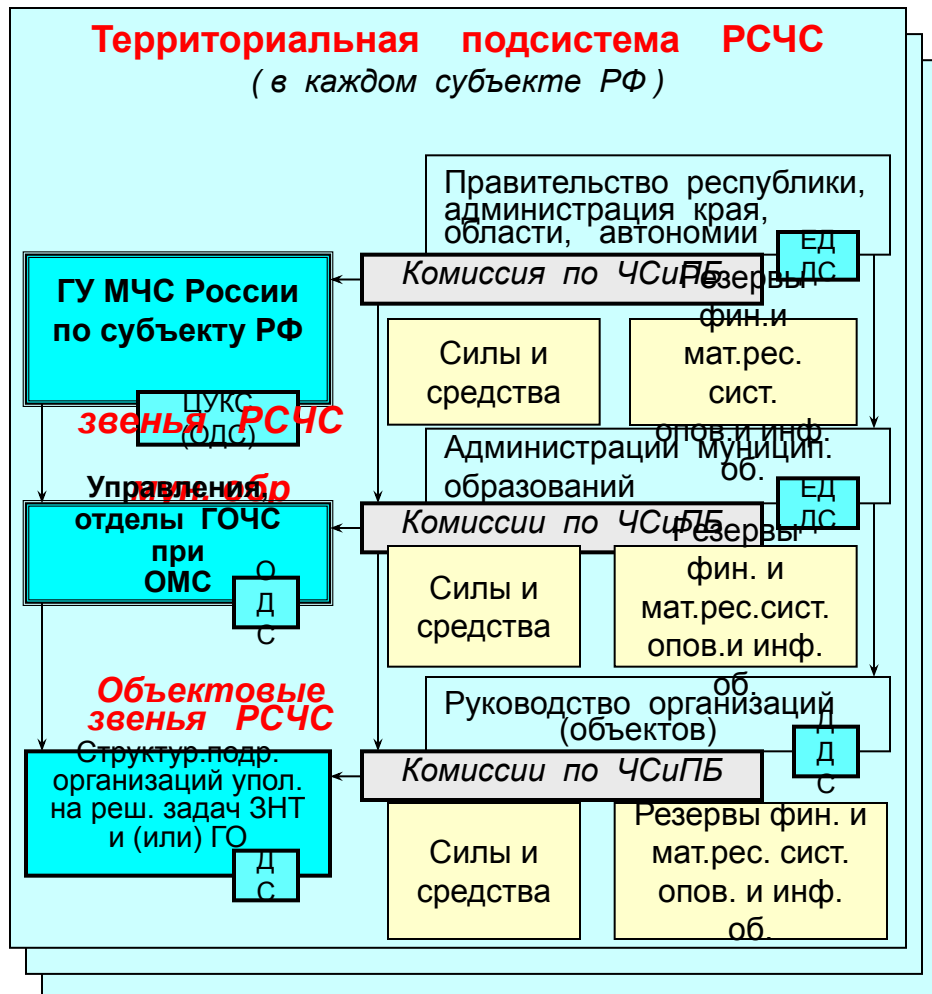 Территориальная подсистема РСЧС
( в каждом субъекте РФ )
Правительство республики,
администрация края,
области, автономии
ЕД
ДС
Комиссия по ЧСиПБ
ГУ МЧС России
по субъекту РФ
ЦУКС
(ОДС)
Силы и
средства
Резервы
фин.и
мат.рес.
сист.
опов.и инф.
об.
звенья РСЧС
мун. обр
Администрации муницип.
образований
ЕД
ДС
Комиссии по ЧСиПБ
Управления,
отделы ГОЧС
при
ОМС
О
Д
С
Силы и
средства
Резервы
фин. и
мат.рес.сист.
опов.и инф.
об.
Объектовые
звенья РСЧС
Руководство организаций
(объектов)
Д
Д
С
Комиссии по ЧСиПБ
Структур.подр.
организаций упол.
на реш. задач ЗНТ
и (или) ГО
Д
С
Силы и
средства
Резервы фин. и
мат.рес. сист.
опов. и инф.
об.